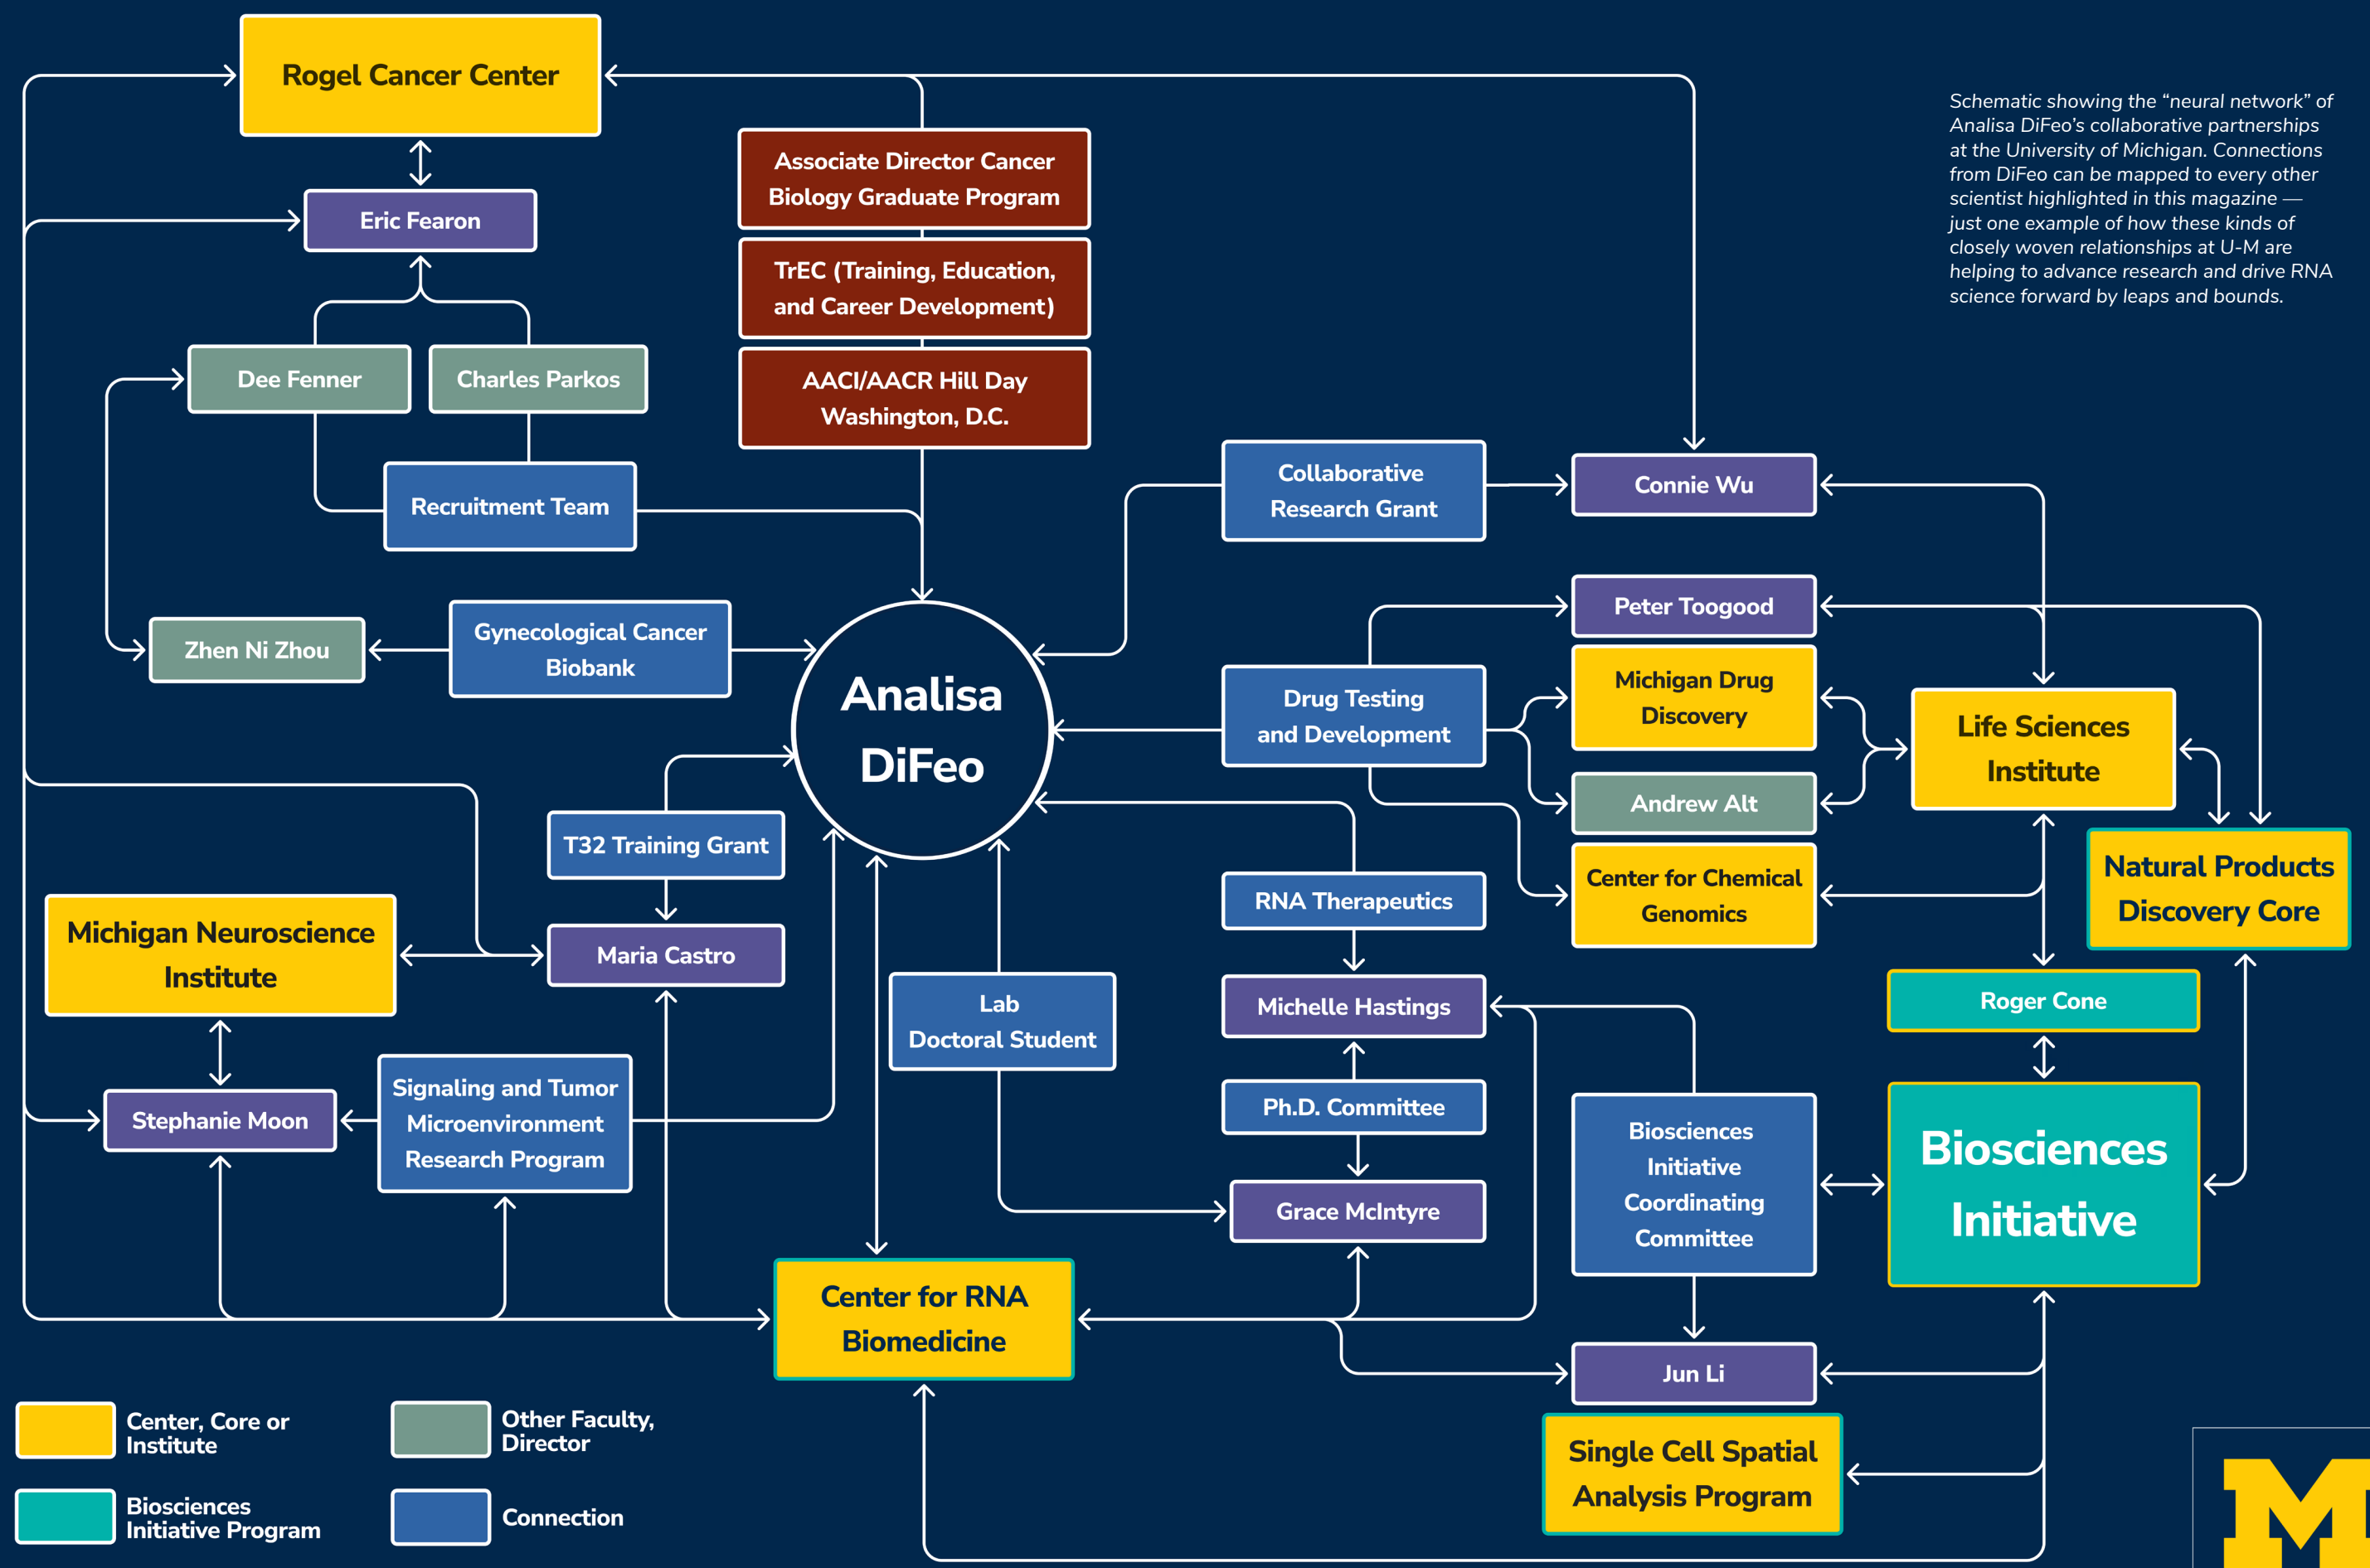 Rogel Cancer Center
Schematic showing the “neural network” of
Analisa DiFeo’s collaborative partnerships
at the University of Michigan. Connections
from DiFeo can be mapped to every other
scientist highlighted in this magazine —
just one example of how these kinds of
closely woven relationships at U-M are
helping to advance research and drive RNA
science forward by leaps and bounds.
Associate Director Cancer
Biology Graduate Program
Eric Fearon
TrEC (Training, Education,
and Career Development)
Dee Fenner
Charles Parkos
AACI/AACR Hill Day
Washington, D.C.
Recruitment Team
Collaborative
Research Grant
Connie Wu
Zhen Ni Zhou
Gynecological Cancer
Biobank
Analisa
DiFeo
Peter Toogood
Drug Testing
and Development
Michigan Drug
Discovery
Andrew Alt
Life Sciences
Institute
Center for Chemical
Genomics
Natural Products
Discovery Core
T32 Training Grant
RNA Therapeutics
Michigan Neuroscience
Institute
Maria Castro
Lab
Doctoral Student
Michelle Hastings
Roger Cone
Stephanie Moon
Signaling and Tumor
Microenvironment
Research Program
Ph.D. Committee
Grace McIntyre
Biosciences
Initiative
Coordinating
Committee
Biosciences
Initiative
Center for RNA
Biomedicine
Jun Li
Single Cell Spatial
Analysis Program
Center, Core or
Institute
Other Faculty,
Director
Biosciences
Initiative Program
Connection
M